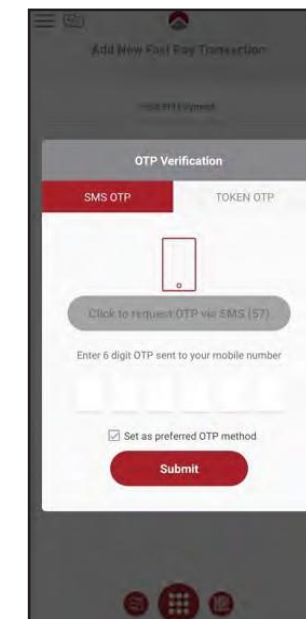 Add New Fast Pay Transaction
OTP Verification
SMS OTP
TOKEN OTP
Click to request OTP via SMS (57)
Enter 6 digit OTP sent to your mobile number
Set as preferred OTP method
Submit